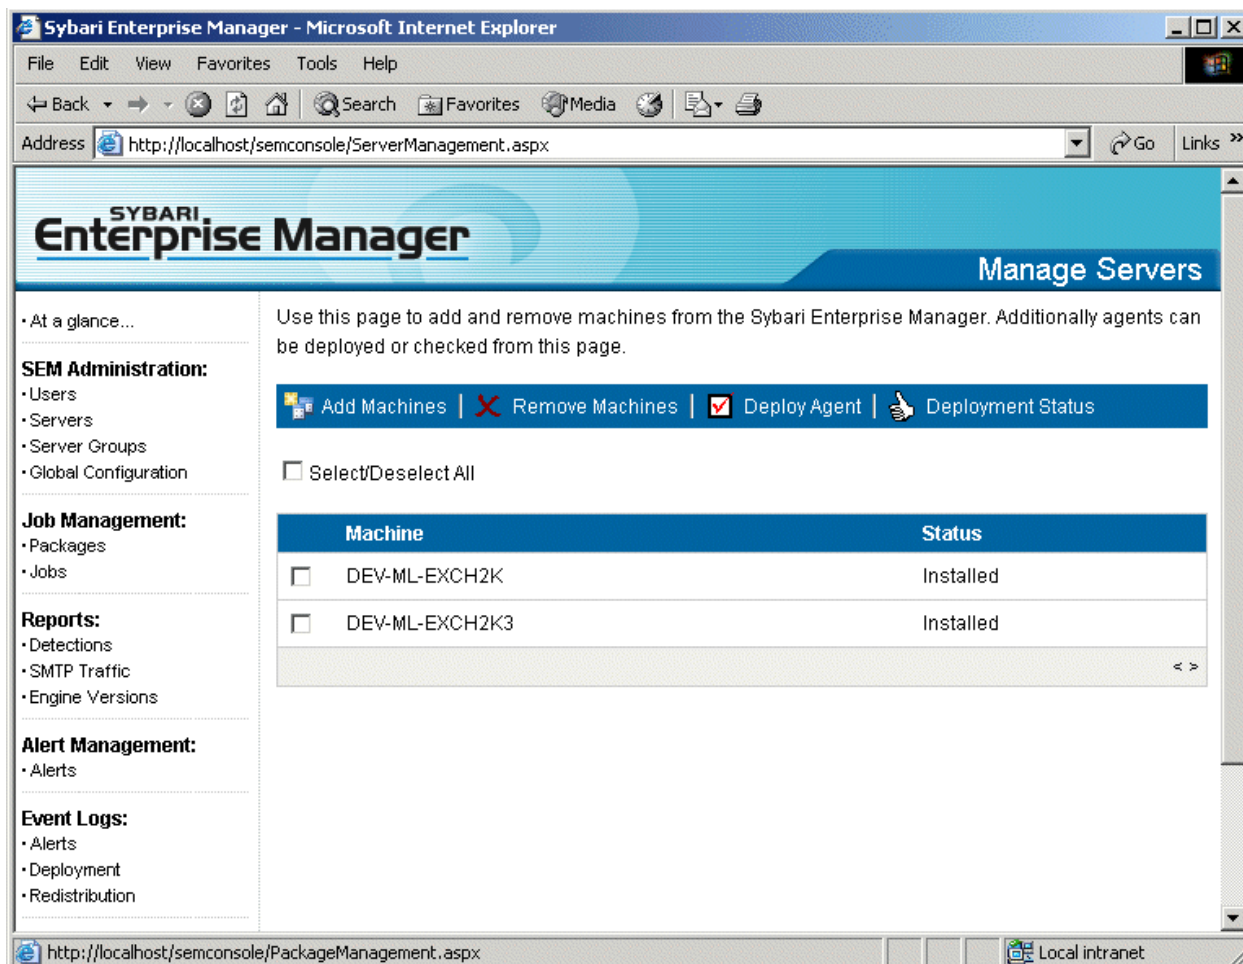 Sybari Enterprise Manager - Microsoft Internet Explorer
File Edit View Favorites Tools Help
Back Search Favorites Media
Address http://localhost/semconsole/ServerManagement.aspx Go Links »
SYBARI
Enterprise Manager
Manage Servers
· At a glance...
SEM Administration:
· Users
· Servers
· Server Groups
· Global Configuration
Job Management:
· Packages
· Jobs
Reports:
· Detections
· SMTP Traffic
· Engine Versions
Alert Management:
· Alerts
Event Logs:
· Alerts
· Deployment
· Redistribution
Use this page to add and remove machines from the Sybari Enterprise Manager. Additionally agents can
be deployed or checked from this page.
Add Machines | Remove Machines | Deploy Agent | Deployment Status
Select/Deselect All
Machine Status
DEV-ML-EXCH2K Installed
DEV-ML-EXCH2K3 Installed
< >
http://localhost/semconsole/PackageManagement.aspx Local intranet